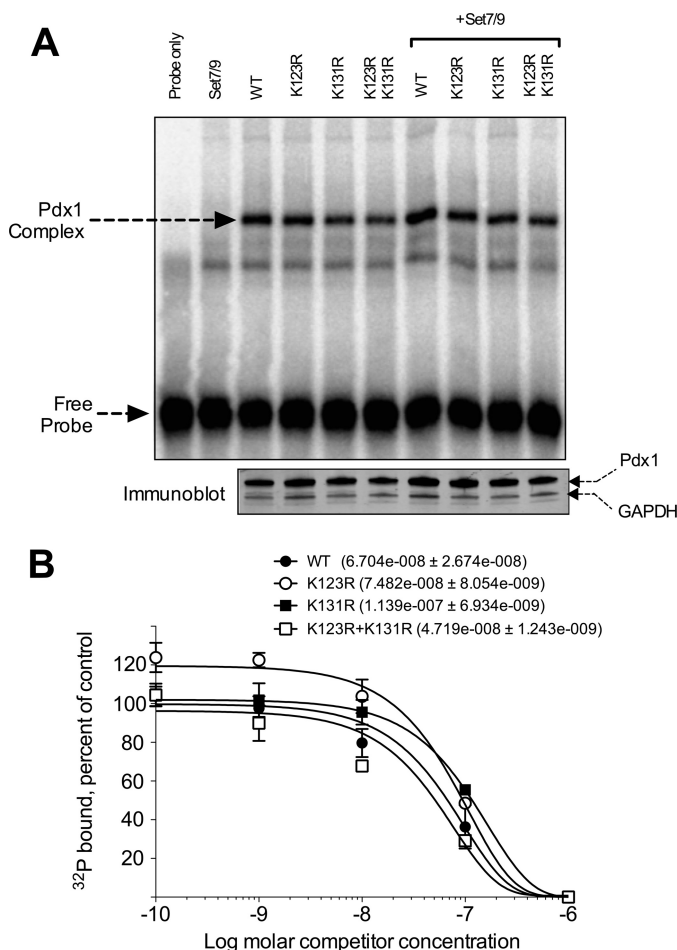 A
+Set7/9
Probe only
Set7/9
WT
K123R
K131R
K123R
K131R
WT
K123R
K131R
K123R
K131R
Pdx1
Complex
Free
Probe
Immunoblot
Pdx1
GAPDH
B
WT (6.704e-008 ± 2.674e-008)
K123R (7.482e-008 ± 8.054e-009)
K131R (1.139e-007 ± 6.934e-009)
K123R+K131R (4.719e-008 ± 1.243e-009)
32P bound, percent of control
120
100
80
60
40
20
-10
-9
-8
-7
-6
Log molar competitor concentration